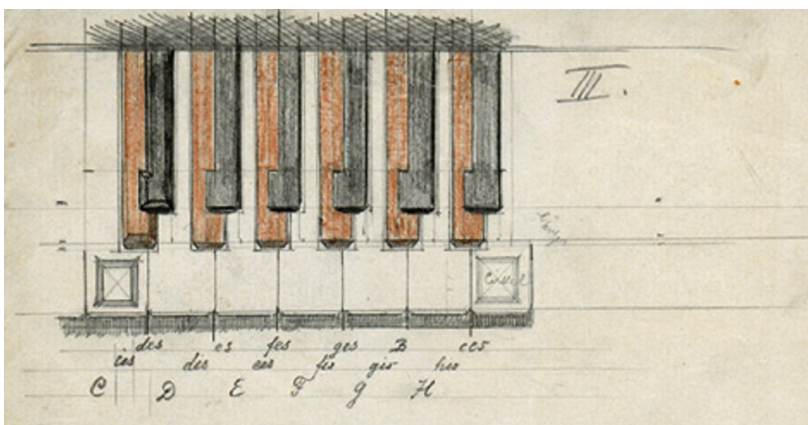 III.
des es fes ges B ces
cis dis eis fis gis his
C D E F G H